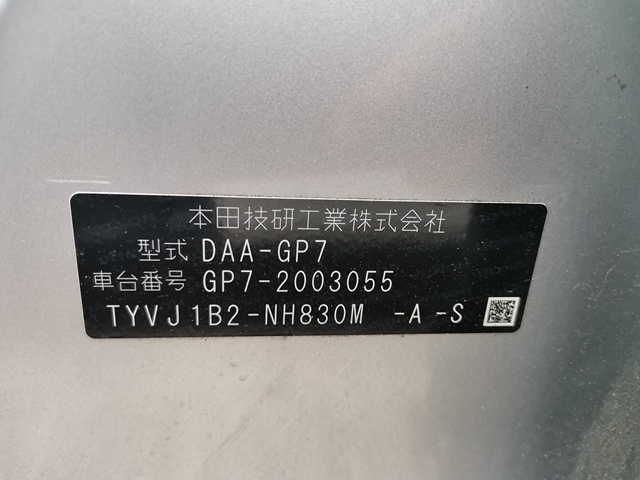 本田技研工業株式会社
型式 DAA-GP7
車台番号 GP7-2003055
TYVJ1B2-NH830M -A-S